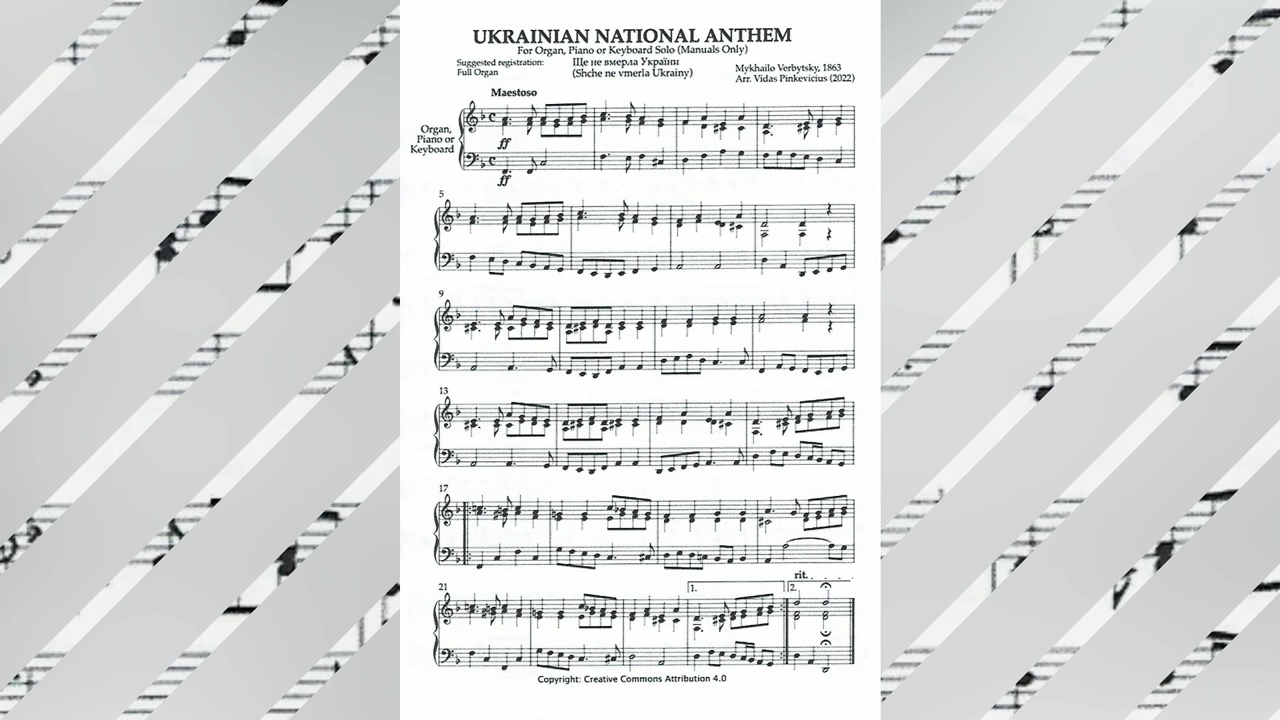 UKRAINIAN NATIONAL ANTHEM
For Organ, Piano or Keyboard Solo (Manuals Only)
Suggested registration:
Full Organ
Ще не вмерла України
(Shche ne vmerla Ukrainy)
Mykhailo Verbytsky, 1863
Arr. Vidas Pinkevicius (2022)
Maestoso
Organ,
Piano or
Keyboard
ff
ff
5
9
13
17
21
1.
2.
rit.
Copyright: Creative Commons Attribution 4.0